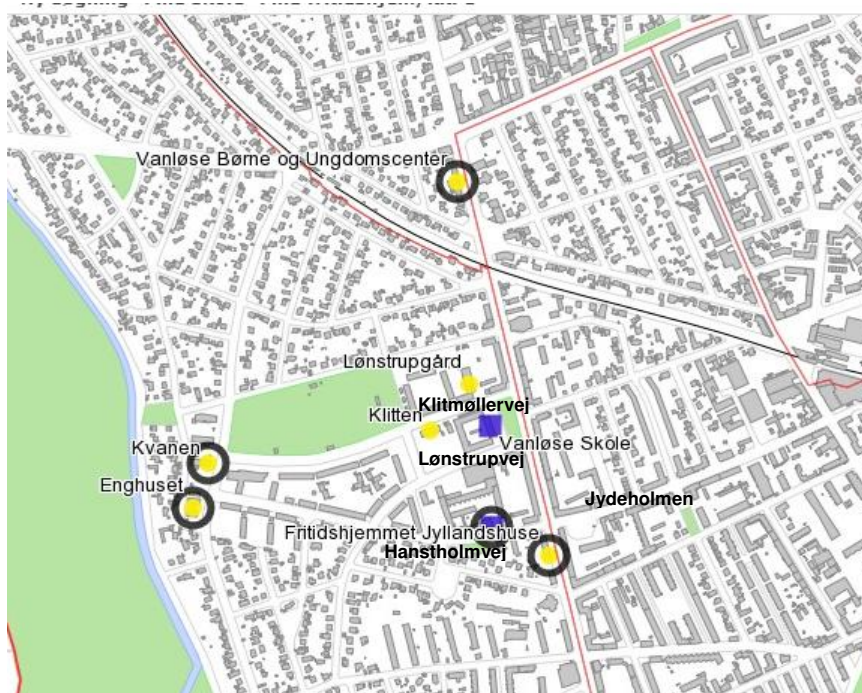 Vanløse Børne og Ungdomscenter
Lønstrupgård
Klitmøllervej
Klitten
Vanløse Skole
Kvanen
Lønstrupvej
Enghuset
Jydeholmen
Fritidshjemmet Jyllandshuse
Hanstholmvej